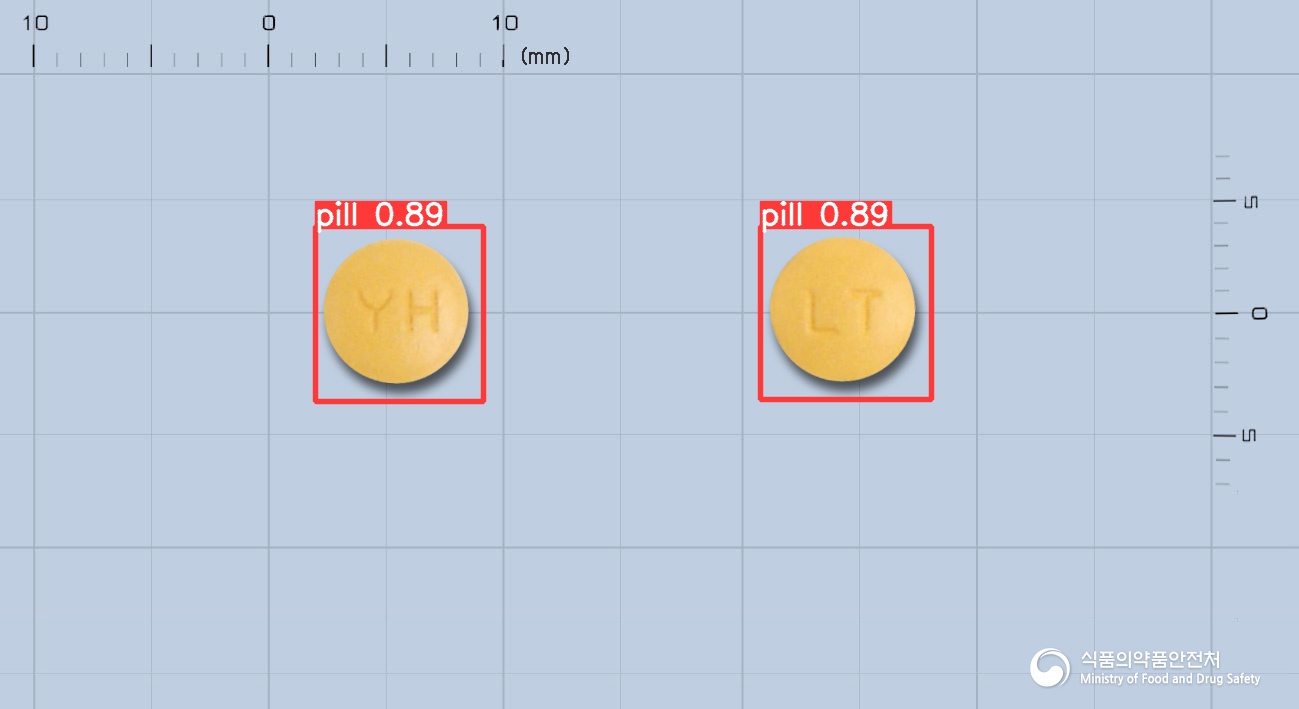 10 0 10
(mm)
pill 0.89
pill 0.89
YH
LT
5
0
5
식품의약품안전처
Ministry of Food and Drug Safety